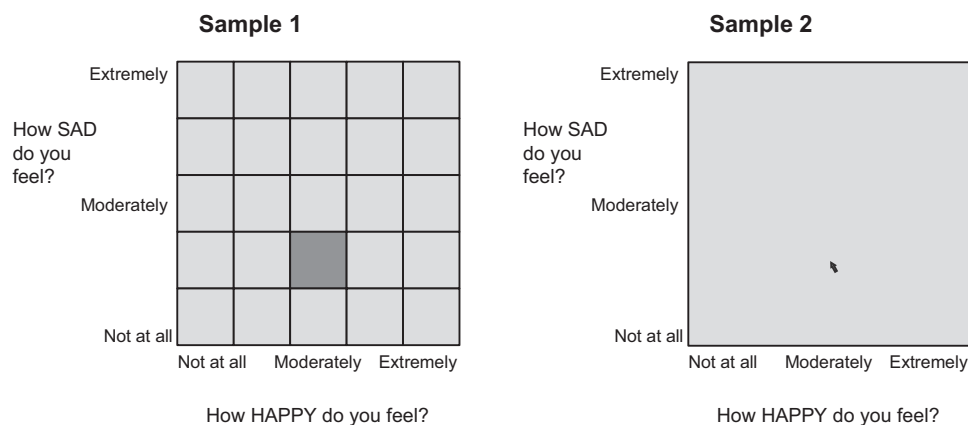 Sample 1
Extremely
How SAD
do you
feel?
Moderately
Not at all
Not at all Moderately Extremely
How HAPPY do you feel?
Sample 2
Extremely
How SAD
do you
feel?
Moderately
Not at all
Not at all Moderately Extremely
How HAPPY do you feel?